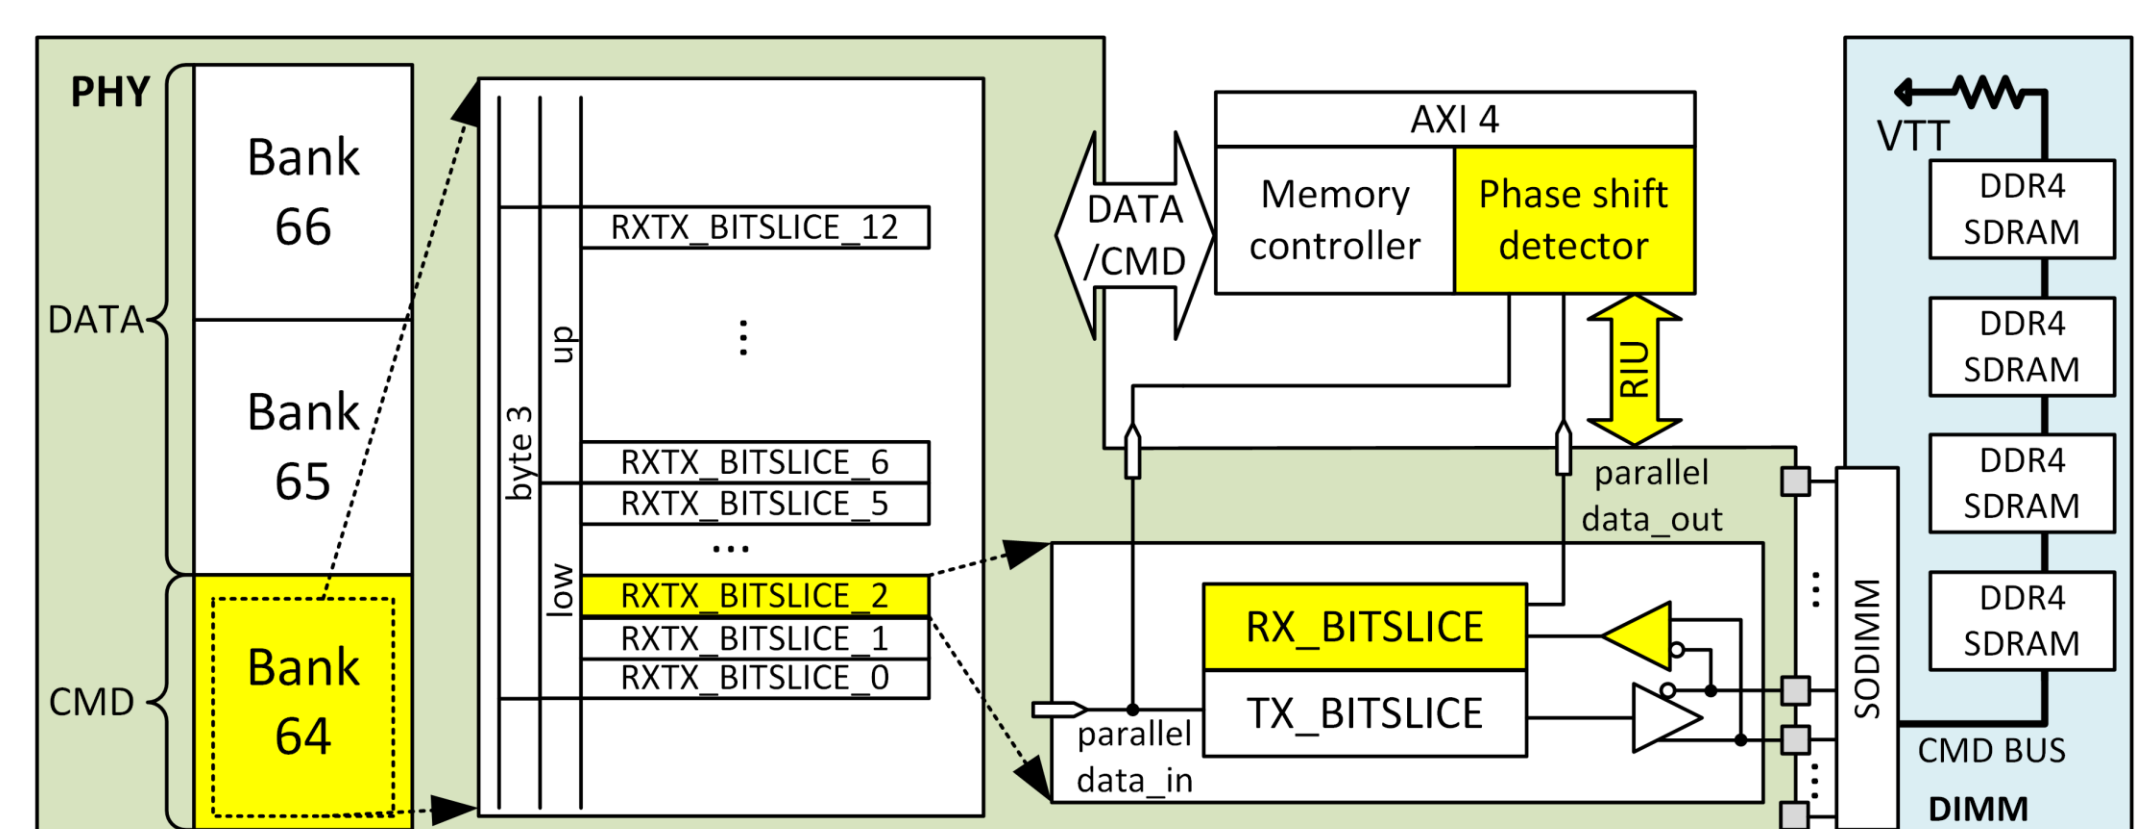 PHY
DATA
CMD
Bank
66
Bank
65
Bank
64
byte 3
up
low
RXTX_BITSLICE_12
⋮
RXTX_BITSLICE_6
RXTX_BITSLICE_5
...
RXTX_BITSLICE_2
RXTX_BITSLICE_1
RXTX_BITSLICE_0
DATA
/CMD
AXI 4
Memory
controller
Phase shift
detector
RIU
parallel
data_out
RX_BITSLICE
TX_BITSLICE
parallel
data_in
SODIMM
VTT
DDR4
SDRAM
DDR4
SDRAM
DDR4
SDRAM
DDR4
SDRAM
CMD BUS
DIMM